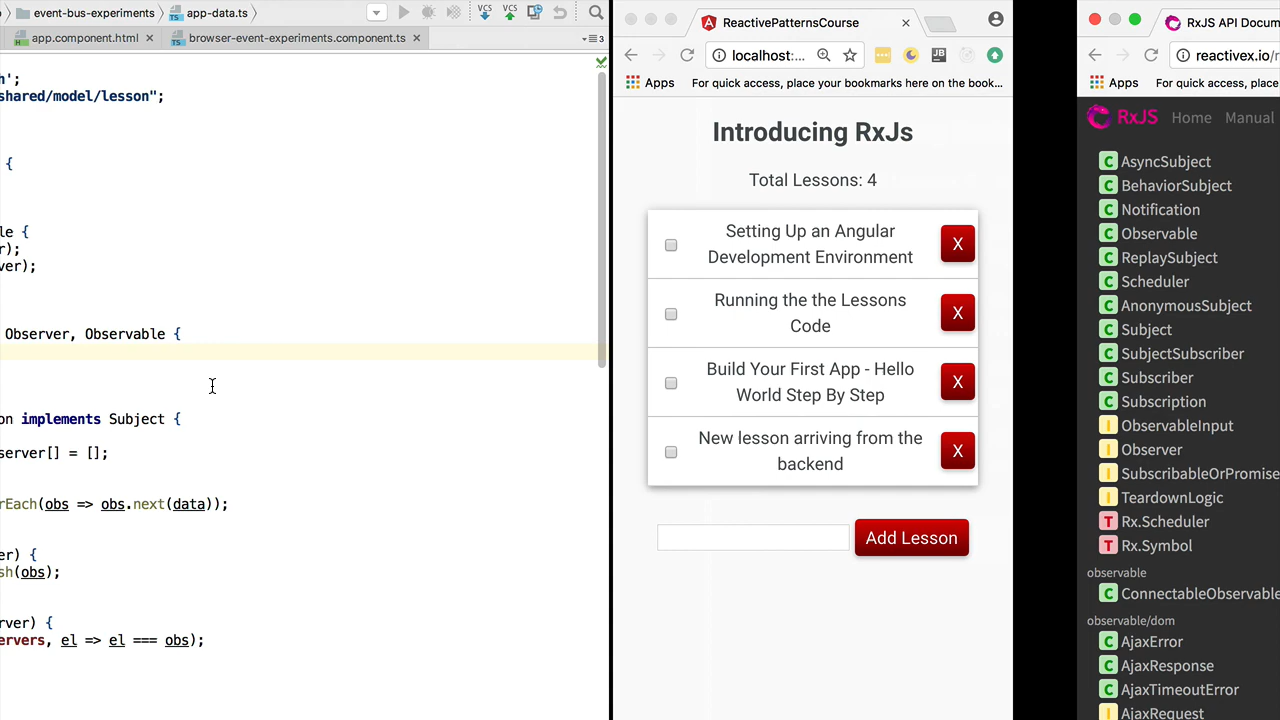 event-bus-experiments
app-data.ts
VCS
VCS
app.component.html
browser-event-experiments.component.ts
3
h';
shared/model/lesson";
{
le {
r);
ver);
Observer, Observable {
on implements Subject {
server[] = [];
rEach(obs => obs.next(data));
er) {
sh(obs);
rver) {
ervers, el => el === obs);
ReactivePatternsCourse
localhost:...
JB
Apps
For quick access, place your bookmarks here on the book...
Introducing RxJs
Total Lessons: 4
Setting Up an Angular
Development Environment
X
Running the the Lessons
Code
X
Build Your First App - Hello
World Step By Step
X
New lesson arriving from the
backend
X
Add Lesson
RxJS API Docum
reactivex.io/r
Apps
For quick acces
RxJS
Home
Manual
C AsyncSubject
C BehaviorSubject
C Notification
C Observable
C ReplaySubject
C Scheduler
C AnonymousSubject
C Subject
C SubjectSubscriber
C Subscriber
C Subscription
I ObservableInput
I Observer
I SubscribableOrPromise
I TeardownLogic
T Rx.Scheduler
T Rx.Symbol
observable
C ConnectableObservable
observable/dom
C AjaxError
C AjaxResponse
C AjaxTimeoutError
I AjaxRequest